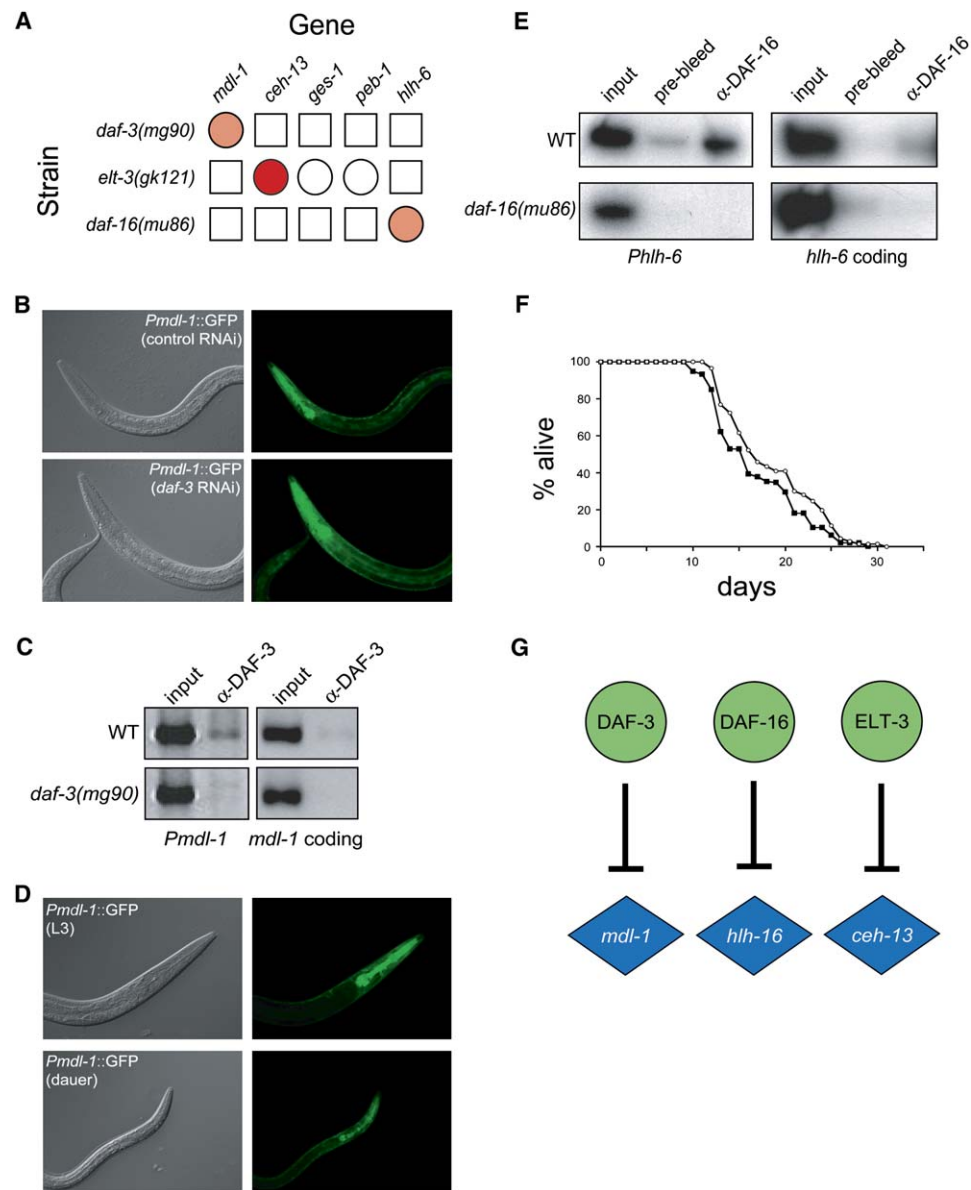 A
Gene
mdl-1
ceh-13
ges-1
peb-1
hlh-6
Strain
daf-3(mg90)
elt-3(gk121)
daf-16(mu86)
B
Pmdl-1::GFP
(control RNAi)
Pmdl-1::GFP
(daf-3 RNAi)
C
input
α-DAF-3
input
α-DAF-3
WT
daf-3(mg90)
Pmdl-1
mdl-1 coding
D
Pmdl-1::GFP
(L3)
Pmdl-1::GFP
(dauer)
E
input
pre-bleed
α-DAF-16
input
pre-bleed
α-DAF-16
WT
daf-16(mu86)
Phlh-6
hlh-6 coding
F
% alive
100
80
60
40
20
0
0
10
20
30
days
G
DAF-3
DAF-16
ELT-3
mdl-1
hlh-16
ceh-13